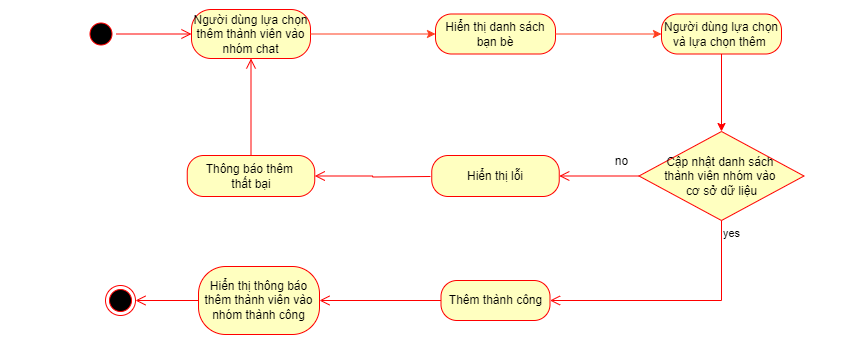 Người dùng lựa chọn
thêm thành viên vào
nhóm chat
Hiển thị danh sách
bạn bè
Người dùng lựa chọn
và lựa chọn thêm
Cập nhật danh sách
thành viên nhóm vào
cơ sở dữ liệu
no
Hiển thị lỗi
Thông báo thêm
thất bại
yes
Thêm thành công
Hiển thị thông báo
thêm thành viên vào
nhóm thành công